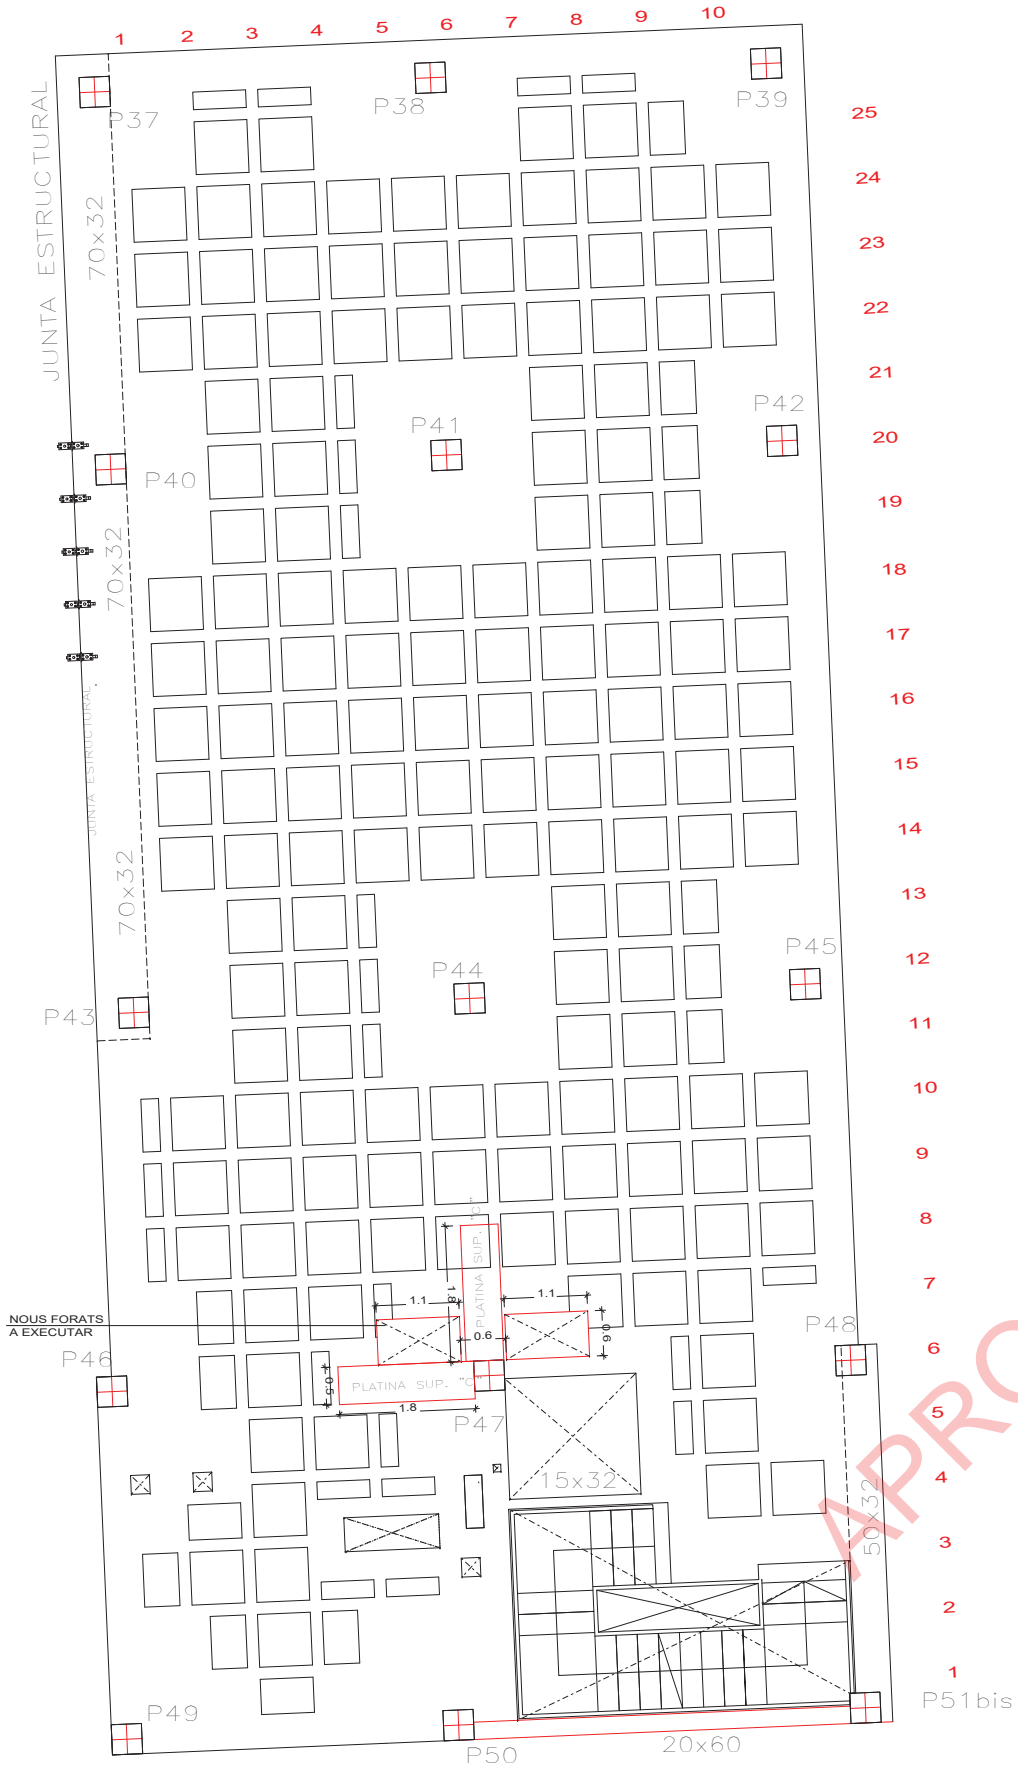 1 2 3 4 5 6 7 8 9 10
P37
P38
P39
JUNTA ESTRUCTURAL
25
24
70x32
23
22
21
P41
P42
20
P40
19
70x32
18
17
16
JUNTA ESTRUCTURAL.
15
14
70x32
13
12
P44
P45
11
P43
10
9
8
PLATINA SUP. "C"
1.8
7
1.1
1.1
NOUS FORATS
A EXECUTAR
0.6
0.6
P48
6
P46
PLATINA SUP. "C"
0.5
1.8
P47
5
4
15x32
50x32
APRO
3
2
1
P51bis
P49
P50
20x60